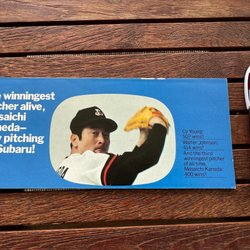 winningest
cher alive,
saichi
neda—
pitching
Subaru!
Cy Young:
507 wins!
Walter Johnson:
414 wins!
And the third
winningest pitcher
of all time,
Masaichi Kaneda:
400 wins!